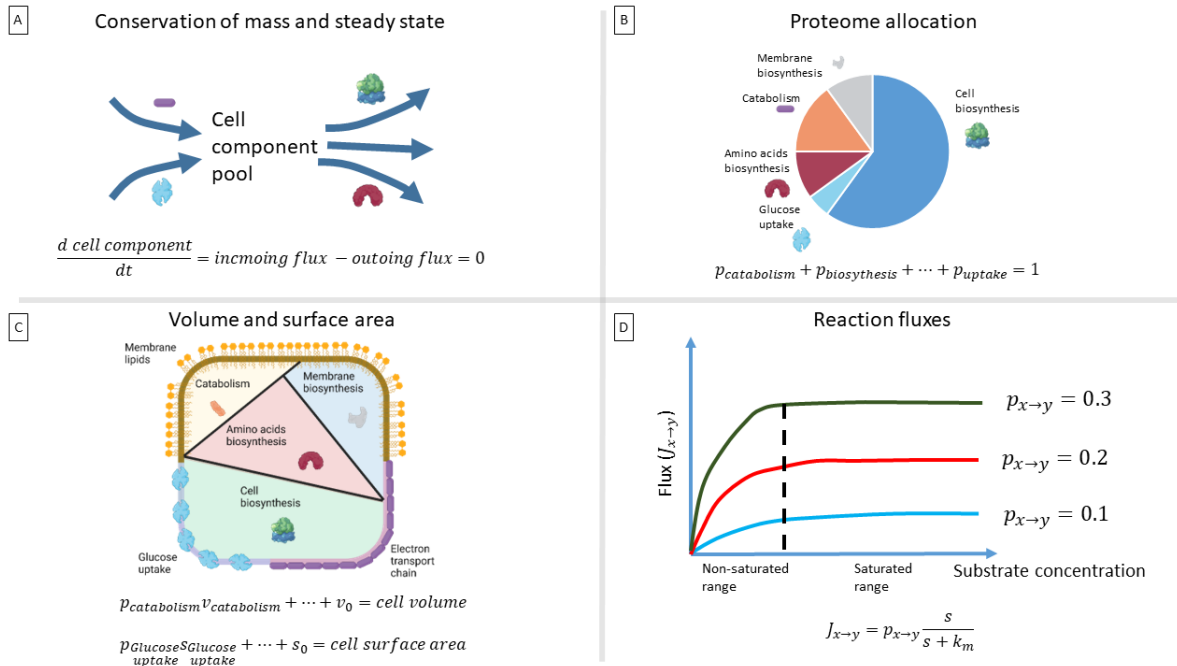 A
Conservation of mass and steady state
Cell
component
pool
d cell component
dt
= incmoing flux − outoing flux = 0
B
Proteome allocation
Membrane
biosynthesis
Catabolism
Cell
biosynthesis
Amino acids
biosynthesis
Glucose
uptake
p_catabolism + p_biosythesis + ⋯ + p_uptake = 1
C
Volume and surface area
Membrane
lipids
Catabolism
Membrane
biosynthesis
Amino acids
biosynthesis
Cell
biosynthesis
Glucose
uptake
Electron
transport
chain
p_catabolism v_catabolism + ⋯ + v_0 = cell volume
p_Glucose uptake s_Glucose uptake + ⋯ + s_0 = cell surface area
D
Reaction fluxes
Flux (J_x→y)
p_x→y = 0.3
p_x→y = 0.2
p_x→y = 0.1
Non-saturated
range
Saturated
range
Substrate concentration
J_x→y = p_x→y s / (s + k_m)